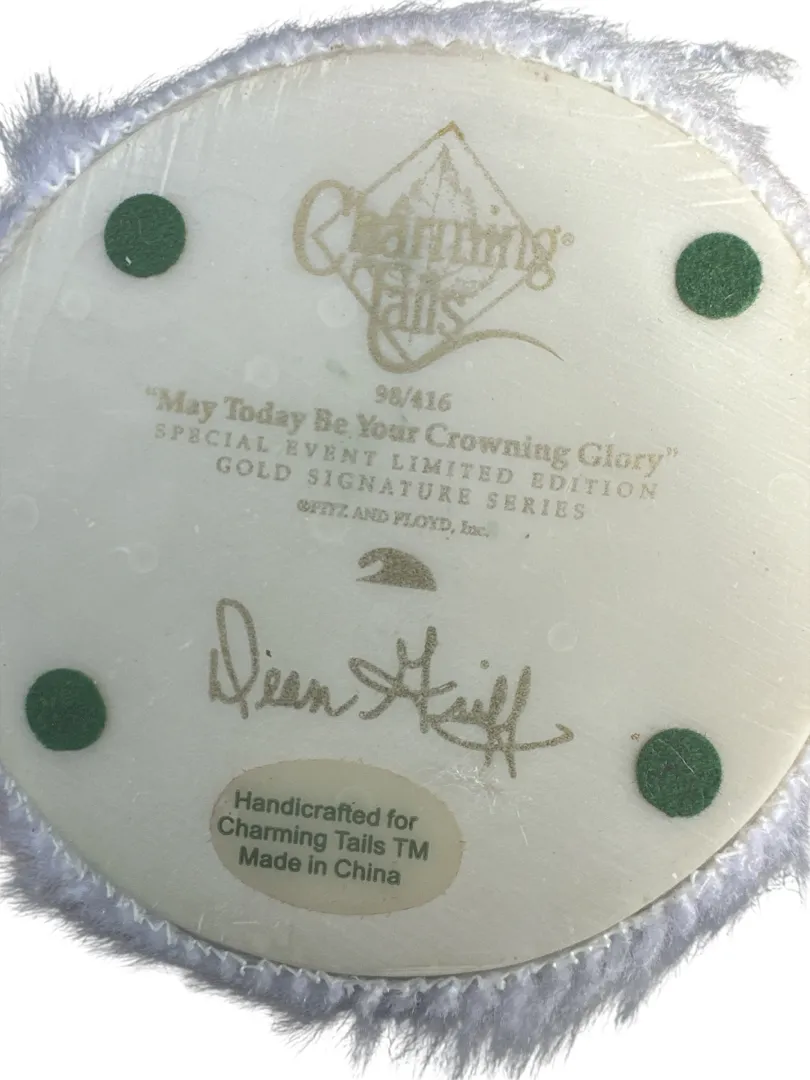 Charming®
Tails
98/416
"May Today Be Your Crowning Glory"
SPECIAL EVENT LIMITED EDITION
GOLD SIGNATURE SERIES
®FITZ AND FLOYD, Inc.
Dean Griff
Handicrafted for
Charming Tails TM
Made in China